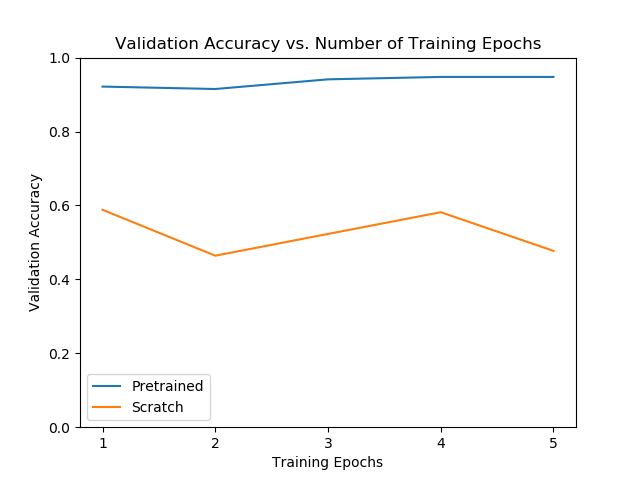 Validation Accuracy vs. Number of Training Epochs
1.0
0.8
0.6
0.4
0.2
0.0
Validation Accuracy
Pretrained
Scratch
1 2 3 4 5
Training Epochs